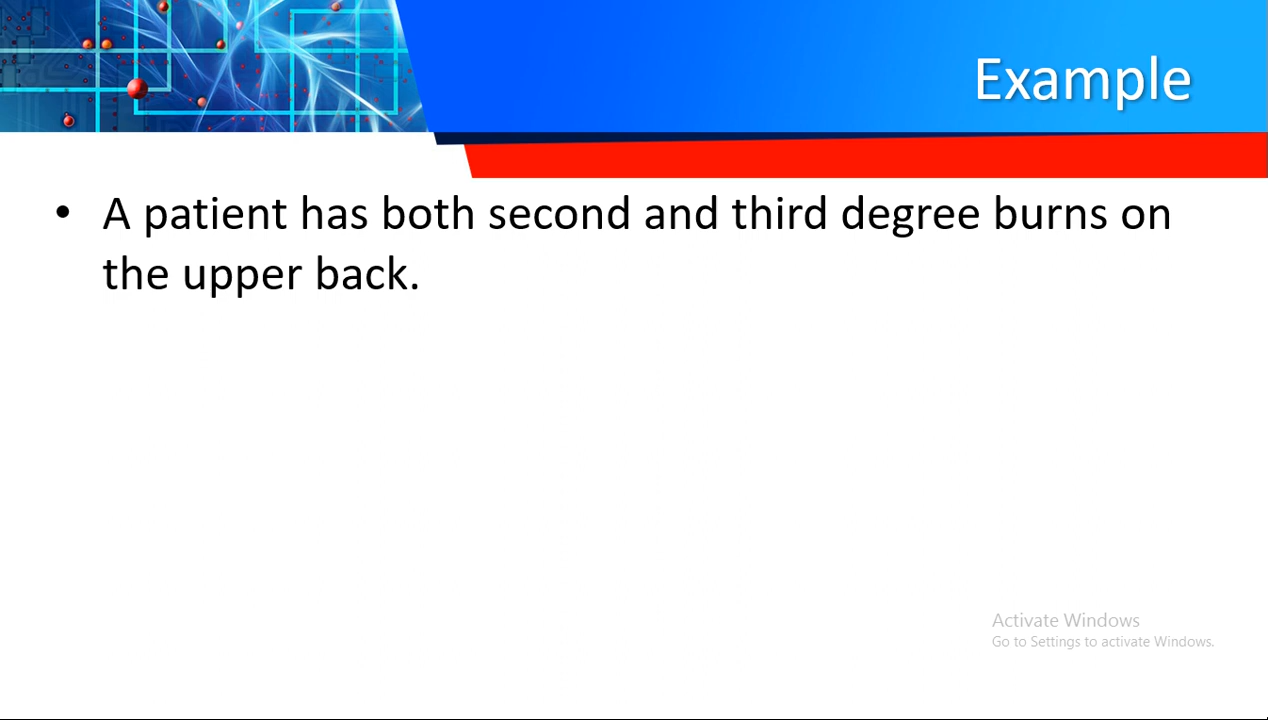 Example
• A patient has both second and third degree burns on
the upper back.
Activate Windows
Go to Settings to activate Windows.